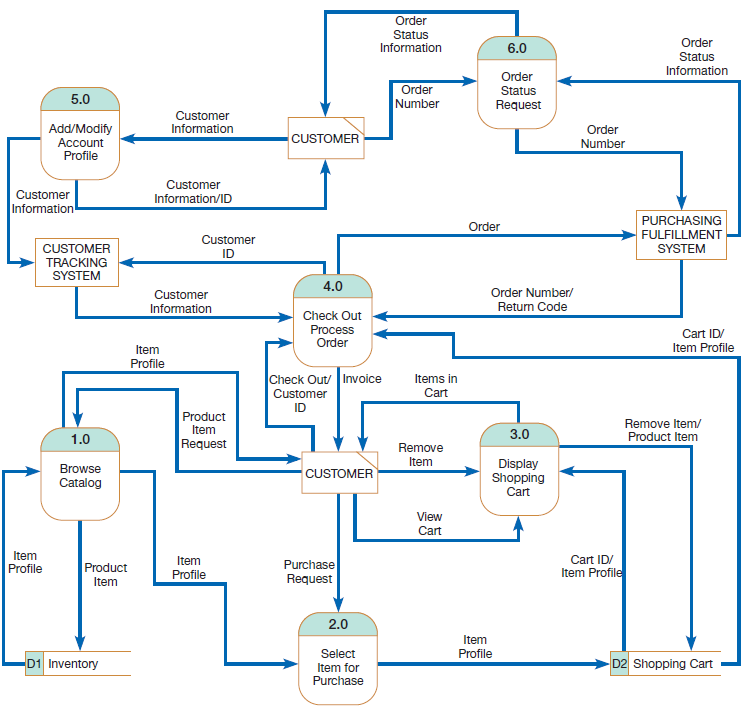 Order
Status
Information
6.0
Order
Status
Request
Order
Status
Information
5.0
Add/Modify
Account
Profile
Customer
Information
CUSTOMER
Order
Number
Order
Number
Customer
Information
Customer
Information/ID
CUSTOMER
TRACKING
SYSTEM
Customer
ID
Order
PURCHASING
FULFILLMENT
SYSTEM
4.0
Check Out
Process
Order
Customer
Information
Order Number/
Return Code
Cart ID/
Item Profile
Item
Profile
Check Out/
Customer
ID
Invoice
Items in
Cart
Product
Item
Request
1.0
Browse
Catalog
CUSTOMER
Remove
Item
3.0
Display
Shopping
Cart
Remove Item/
Product Item
View
Cart
Item
Profile
Product
Item
Item
Profile
Purchase
Request
Cart ID/
Item Profile
2.0
Select
Item for
Purchase
Item
Profile
D1 Inventory
D2 Shopping Cart